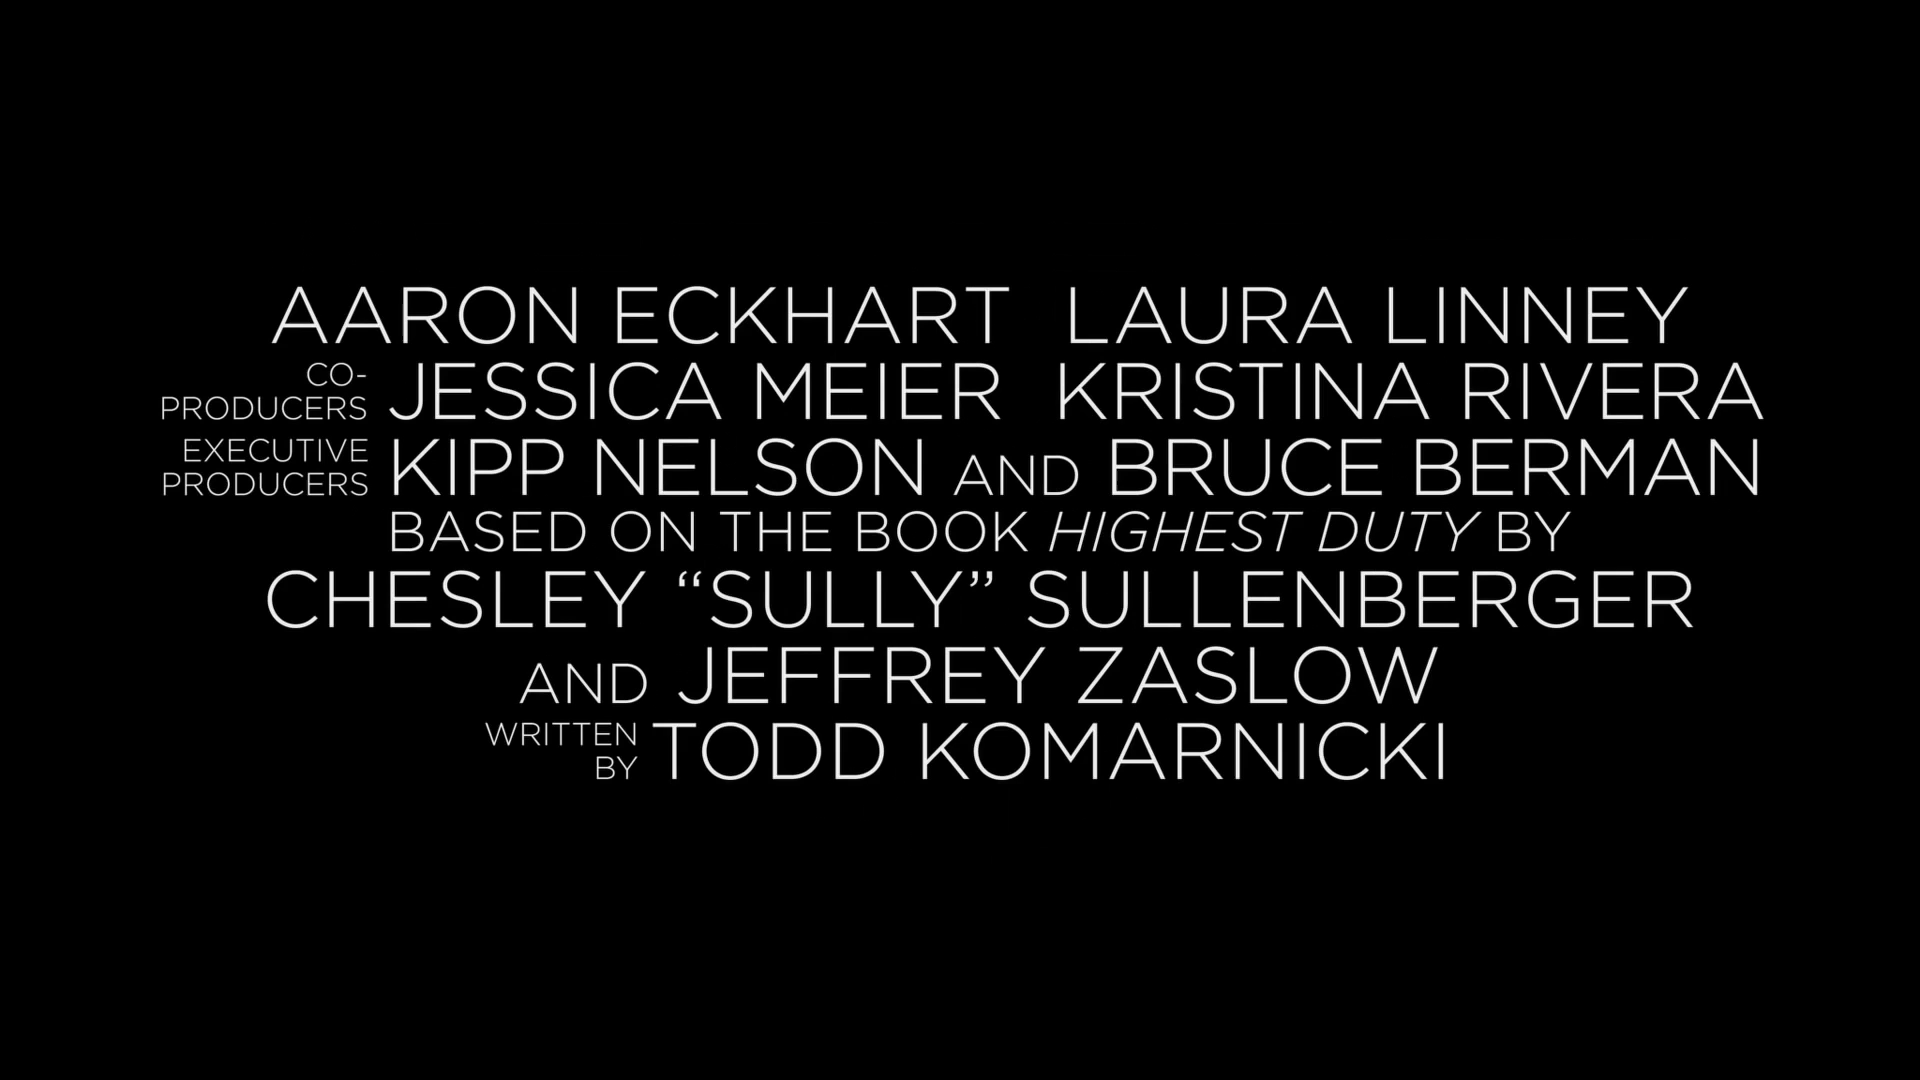 AARON ECKHART LAURA LINNEY
CO-PRODUCERS JESSICA MEIER KRISTINA RIVERA
EXECUTIVE PRODUCERS KIPP NELSON AND BRUCE BERMAN
BASED ON THE BOOK HIGHEST DUTY BY
CHESLEY “SULLY” SULLENBERGER
AND JEFFREY ZASLOW
WRITTEN BY TODD KOMARNICKI